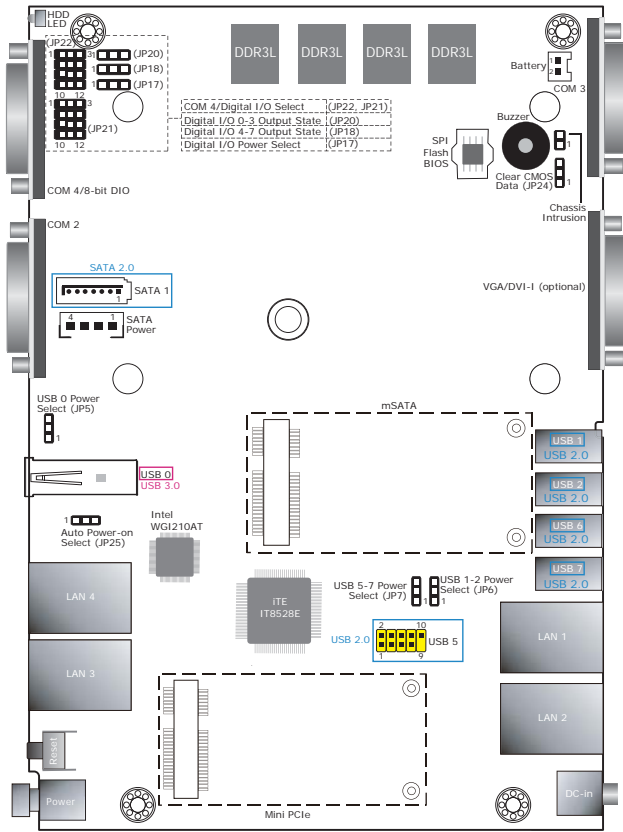 HDD
LED
(JP22)
1
3
1
(JP20)
1
(JP18)
1
(JP17)
10 12
1
3
(JP21)
10 12
COM 4/Digital I/O Select (JP22, JP21)
Digital I/O 0-3 Output State (JP20)
Digital I/O 4-7 Output State (JP18)
Digital I/O Power Select (JP17)
DDR3L
DDR3L
DDR3L
DDR3L
Battery
1
2
COM 3
Buzzer
SPI
Flash
BIOS
1
Clear CMOS
Data (JP24)
1
Chassis
Intrusion
COM 4/8-bit DIO
COM 2
SATA 2.0
SATA 1
1
4 1
SATA
Power
VGA/DVI-I (optional)
USB 0 Power
Select (JP5)
1
mSATA
USB 1
USB 2.0
USB 2
USB 2.0
USB 6
USB 2.0
USB 7
USB 2.0
USB 0
USB 3.0
1
Auto Power-on
Select (JP25)
Intel
WGI210AT
iTE
IT8528E
USB 5-7 Power
Select (JP7)
1
USB 1-2 Power
Select (JP6)
1
USB 2.0
2 10
1 9
USB 5
LAN 4
LAN 3
LAN 1
LAN 2
Reset
Power
DC-in
Mini PCIe